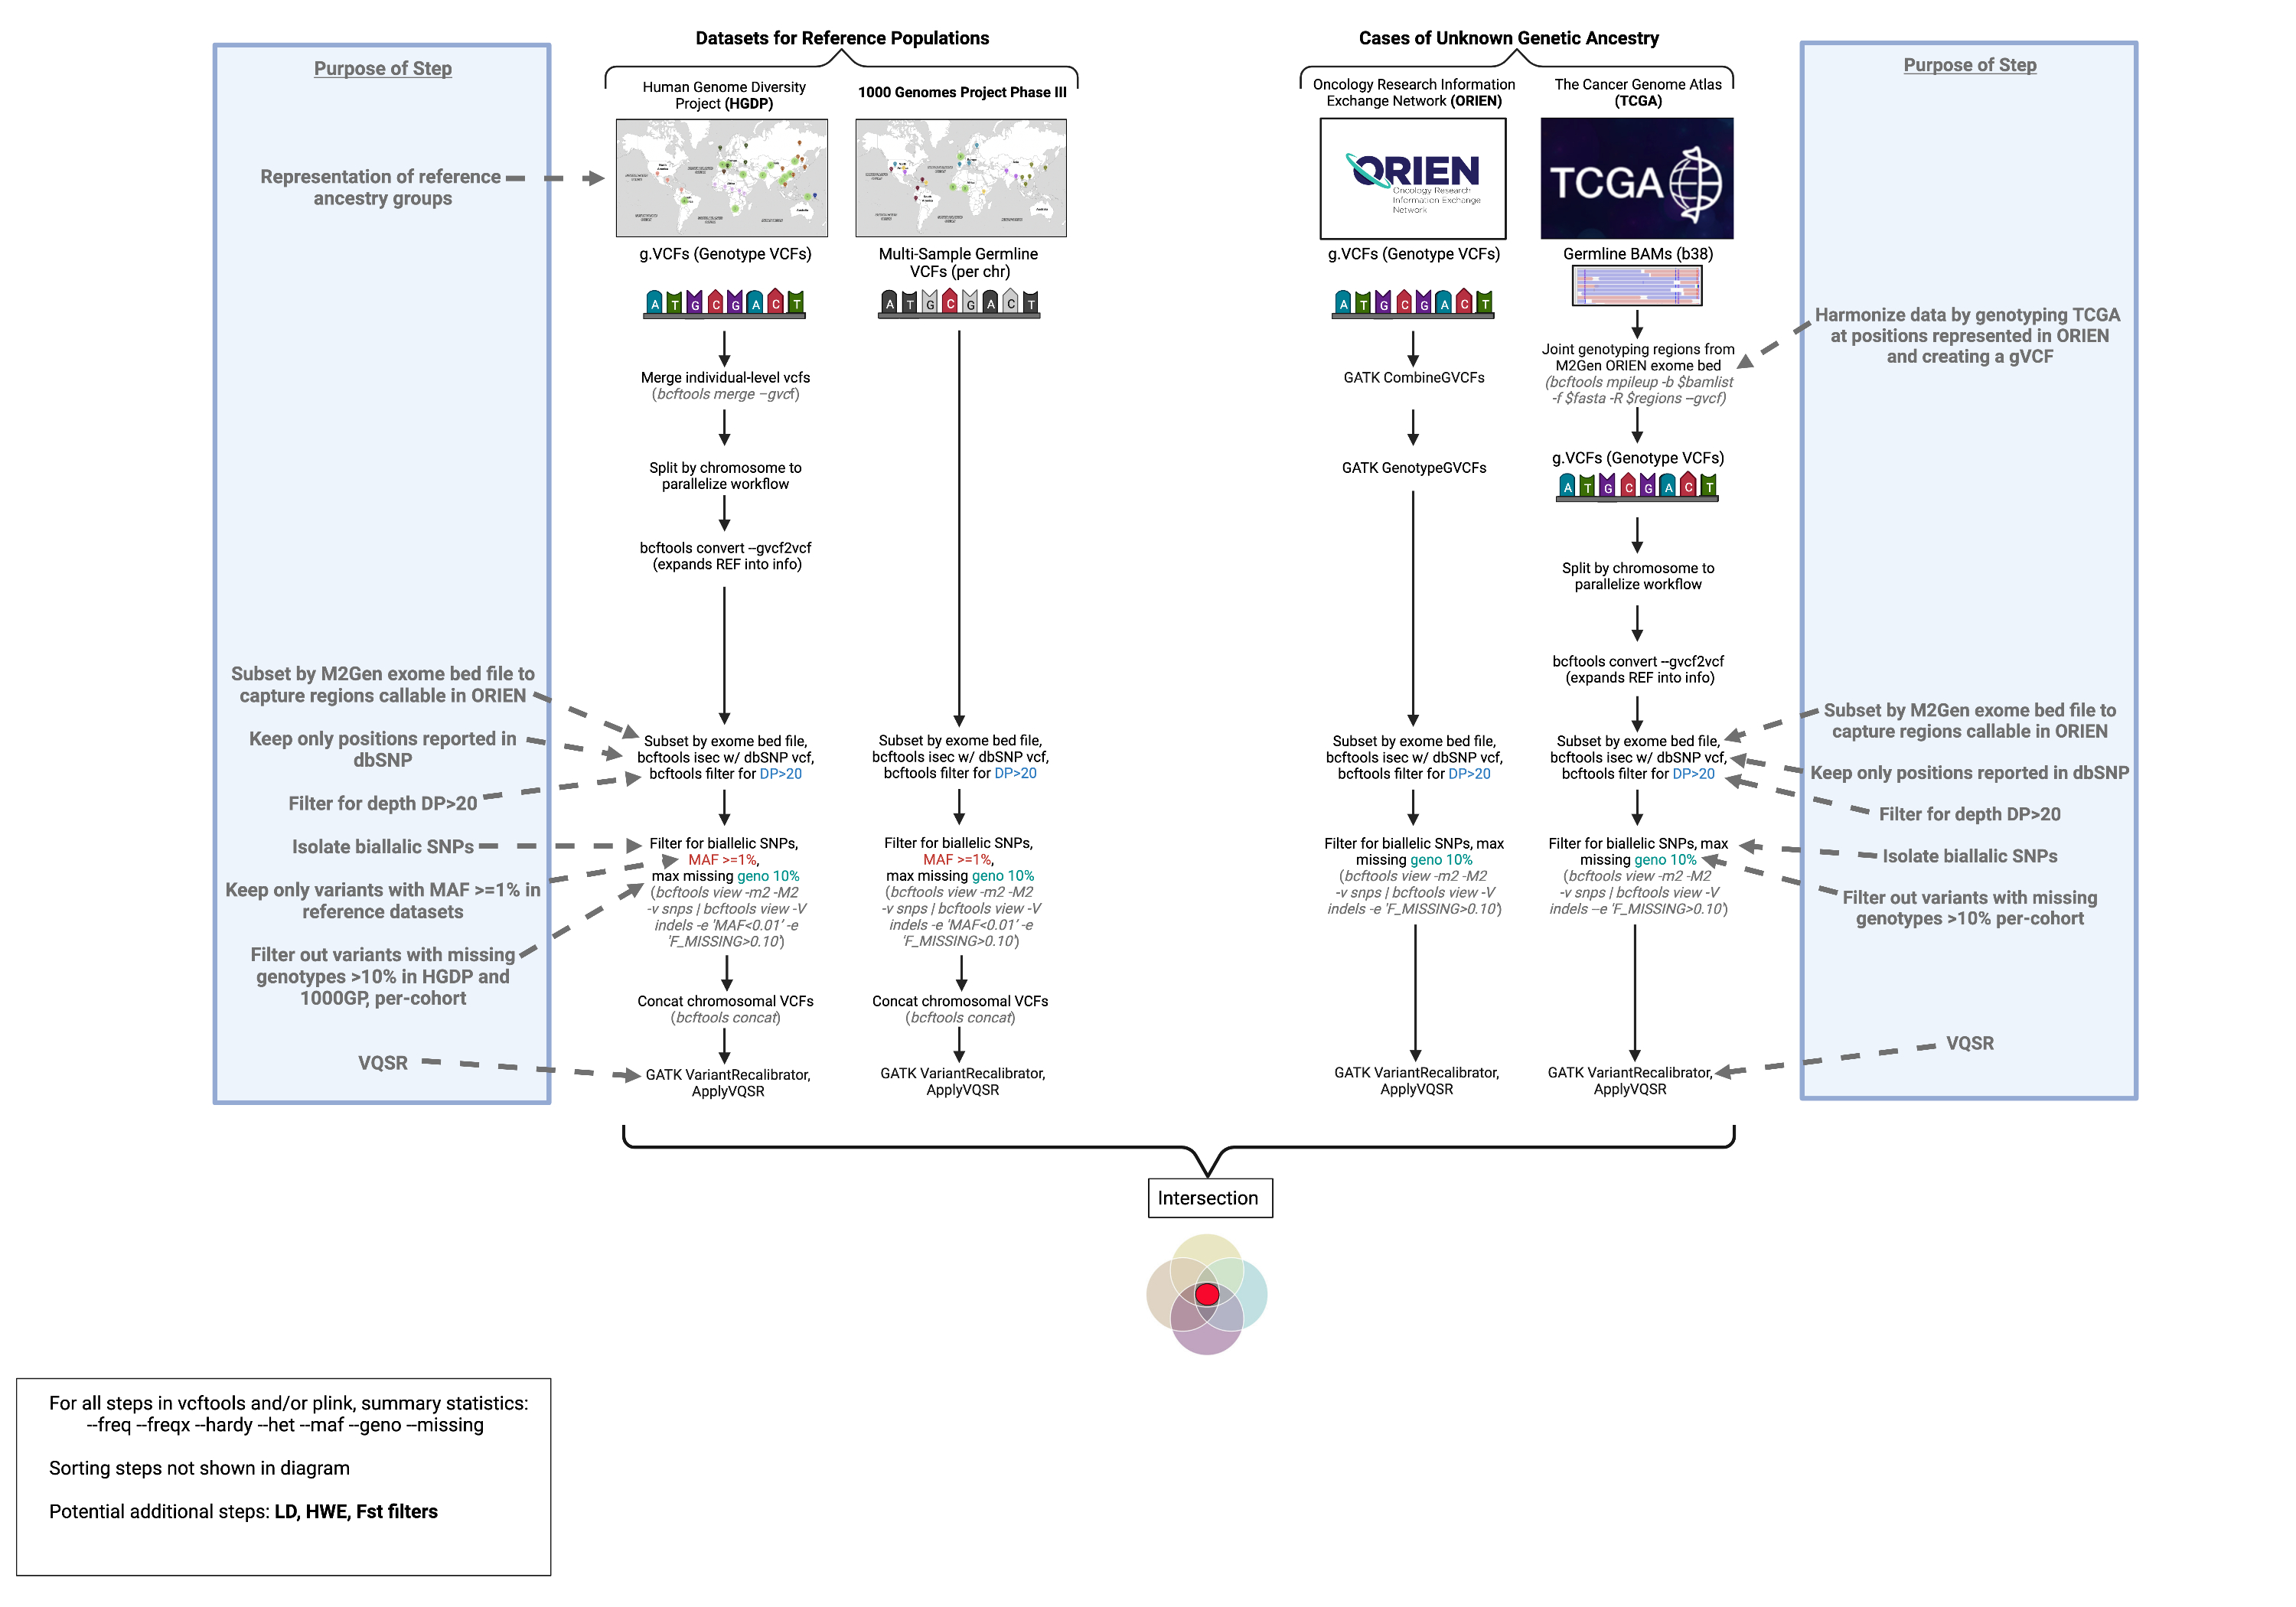 Datasets for Reference Populations
Cases of Unknown Genetic Ancestry
Purpose of Step
Representation of reference
ancestry groups
Subset by M2Gen exome bed file to
capture regions callable in ORIEN
Keep only positions reported in
dbSNP
Filter for depth DP>20
Isolate biallalic SNPs
Keep only variants with MAF >=1% in
reference datasets
Filter out variants with missing
genotypes >10% in HGDP and
1000GP, per-cohort
VQSR
Human Genome Diversity
Project (HGDP)
g.VCFs (Genotype VCFs)
A T G C G A C T
Merge individual-level vcfs
(bcftools merge –gvcf)
Split by chromosome to
parallelize workflow
bcftools convert --gvcf2vcf
(expands REF into info)
Subset by exome bed file,
bcftools isec w/ dbSNP vcf,
bcftools filter for DP>20
Filter for biallelic SNPs,
MAF >=1%,
max missing geno 10%
(bcftools view -m2 -M2
-v snps | bcftools view -V
indels -e 'MAF<0.01' -e
'F_MISSING>0.10')
Concat chromosomal VCFs
(bcftools concat)
GATK VariantRecalibrator,
ApplyVQSR
1000 Genomes Project Phase III
Multi-Sample Germline
VCFs (per chr)
A T G C G A C T
Subset by exome bed file,
bcftools isec w/ dbSNP vcf,
bcftools filter for DP>20
Filter for biallelic SNPs,
MAF >=1%,
max missing geno 10%
(bcftools view -m2 -M2
-v snps | bcftools view -V
indels -e 'MAF<0.01' -e
'F_MISSING>0.10')
Concat chromosomal VCFs
(bcftools concat)
GATK VariantRecalibrator,
ApplyVQSR
Oncology Research Information
Exchange Network (ORIEN)
ORIEN
Oncology Research
Information Exchange
Network
g.VCFs (Genotype VCFs)
A T G C G A C T
GATK CombineGVCFs
GATK GenotypeGVCFs
Subset by exome bed file,
bcftools isec w/ dbSNP vcf,
bcftools filter for DP>20
Filter for biallelic SNPs, max
missing geno 10%
(bcftools view -m2 -M2
-v snps | bcftools view -V
indels -e 'F_MISSING>0.10')
GATK VariantRecalibrator,
ApplyVQSR
The Cancer Genome Atlas
(TCGA)
TCGA
Germline BAMs (b38)
Joint genotyping regions from
M2Gen ORIEN exome bed
(bcftools mpileup -b $bamlist
-f $fasta -R $regions –gvcf)
g.VCFs (Genotype VCFs)
A T G C G A C T
Split by chromosome to
parallelize workflow
bcftools convert --gvcf2vcf
(expands REF into info)
Subset by exome bed file,
bcftools isec w/ dbSNP vcf,
bcftools filter for DP>20
Filter for biallelic SNPs, max
missing geno 10%
(bcftools view -m2 -M2
-v snps | bcftools view -V
indels –e 'F_MISSING>0.10')
GATK VariantRecalibrator,
ApplyVQSR
Purpose of Step
Harmonize data by genotyping TCGA
at positions represented in ORIEN
and creating a gVCF
Subset by M2Gen exome bed file to
capture regions callable in ORIEN
Keep only positions reported in dbSNP
Filter for depth DP>20
Isolate biallalic SNPs
Filter out variants with missing
genotypes >10% per-cohort
VQSR
Intersection
For all steps in vcftools and/or plink, summary statistics:
--freq --freqx --hardy --het --maf --geno --missing
Sorting steps not shown in diagram
Potential additional steps: LD, HWE, Fst filters